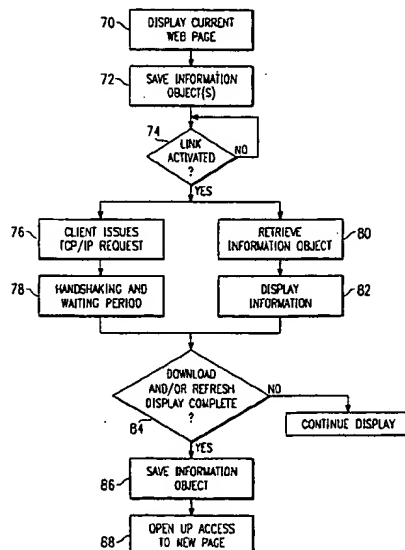 70
DISPLAY CURRENT
WEB PAGE
72
SAVE INFORMATION
OBJECT(S)
74
LINK
ACTIVATED
?
NO
YES
76
CLIENT ISSUES
TCP/IP REQUEST
RETRIEVE
INFORMATION OBJECT
80
78
HANDSHAKING AND
WAITING PERIOD
DISPLAY
INFORMATION
82
DOWNLOAD
AND/OR REFRESH
DISPLAY COMPLETE
?
84
NO
CONTINUE DISPLAY
YES
86
SAVE INFORMATION
OBJECT
88
OPEN UP ACCESS
TO NEW PAGE